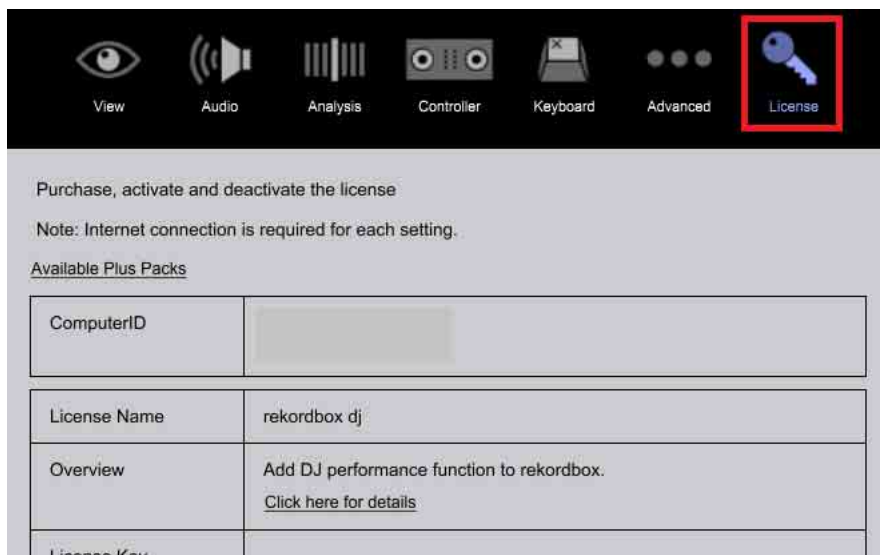 View Audio Analysis Controller Keyboard Advanced License
Purchase, activate and deactivate the license
Note: Internet connection is required for each setting.
Available Plus Packs
ComputerID
License Name rekordbox dj
Overview Add DJ performance function to rekordbox.
Click here for details
License Key